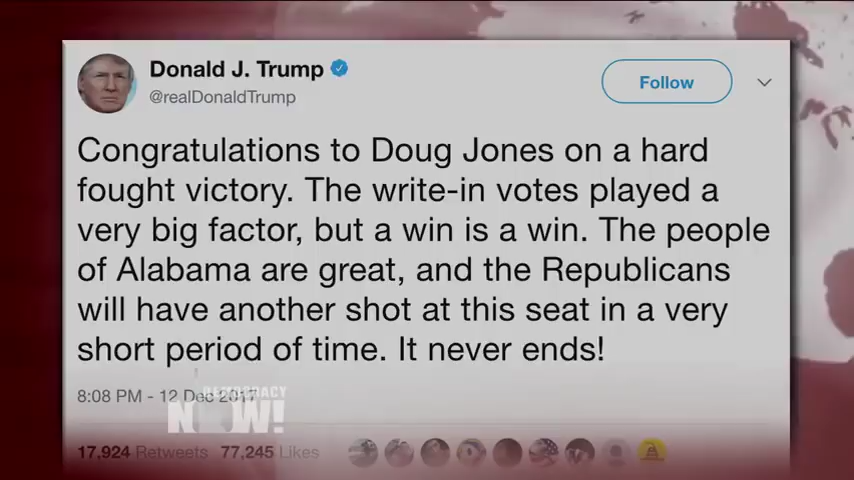 Donald J. Trump
@realDonaldTrump
Follow
Congratulations to Doug Jones on a hard
fought victory. The write-in votes played a
very big factor, but a win is a win. The people
of Alabama are great, and the Republicans
will have another shot at this seat in a very
short period of time. It never ends!
8:08 PM - 12 Dec 2017
DEMOCRACY
NOW!
17,924 Retweets 77,245 Likes